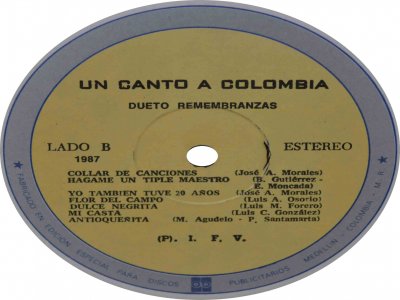 UN CANTO A COLOMBIA
DUETO REMEMBRANZAS
LADO B
1987
ESTEREO
COLLAR DE CANCIONES (José A. Morales)
HAGAME UN TIPLE MAESTRO (B. Gutiérrez-
E. Moncada)
YO TAMBIEN TUVE 20 AÑOS (José A. Morales)
FLOR DEL CAMPO (Luis A. Osorio)
DULCE NEGRITA (Luis M. Forero)
MI CASTA (Luis C. González)
ANTIOQUEÑITA (M. Agudelo - P. Santamarta)
(P). I. F. V.
FABRICADO EN EDICION ESPECIAL PARA DISCOS PUBLICITARIOS MEDELLIN - COLOMBIA - M. R.